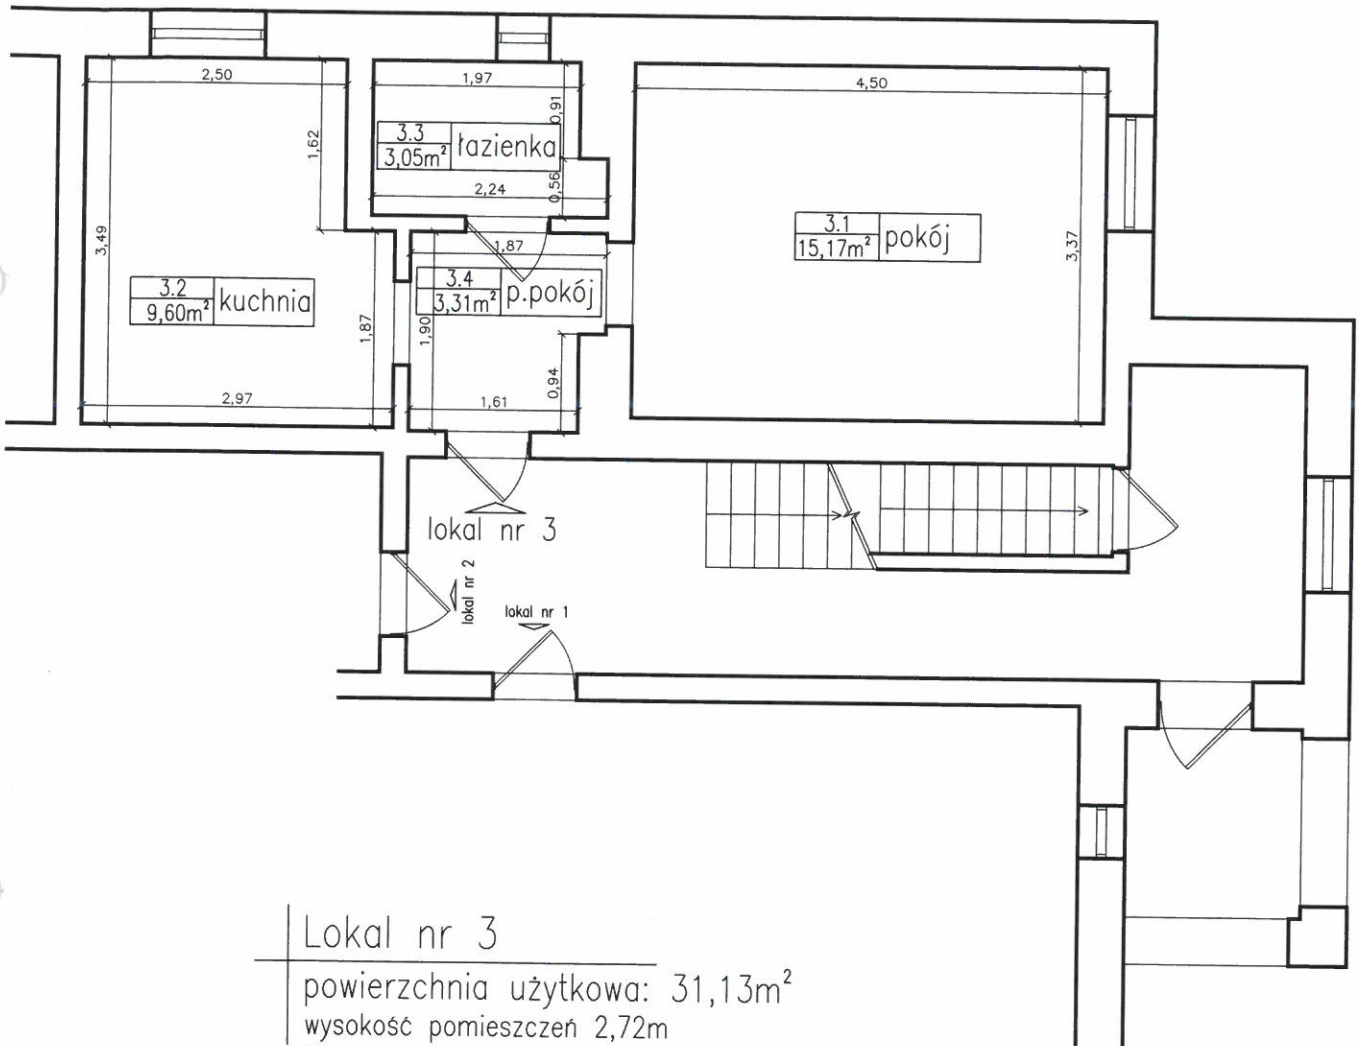 2,50
1,97
4,50
0,91
1,62
3.3
3,05m² łazienka
0,56
2,24
3.1
15,17m² pokój
3,49
3,37
1,87
3.4
3,31m² p.pokój
3.2
9,60m² kuchnia
1,87
1,90
0,94
2,97
1,61
lokal nr 3
lokal nr 2
lokal nr 1
Lokal nr 3
powierzchnia użytkowa: 31,13m²
wysokość pomieszczeń 2,72m